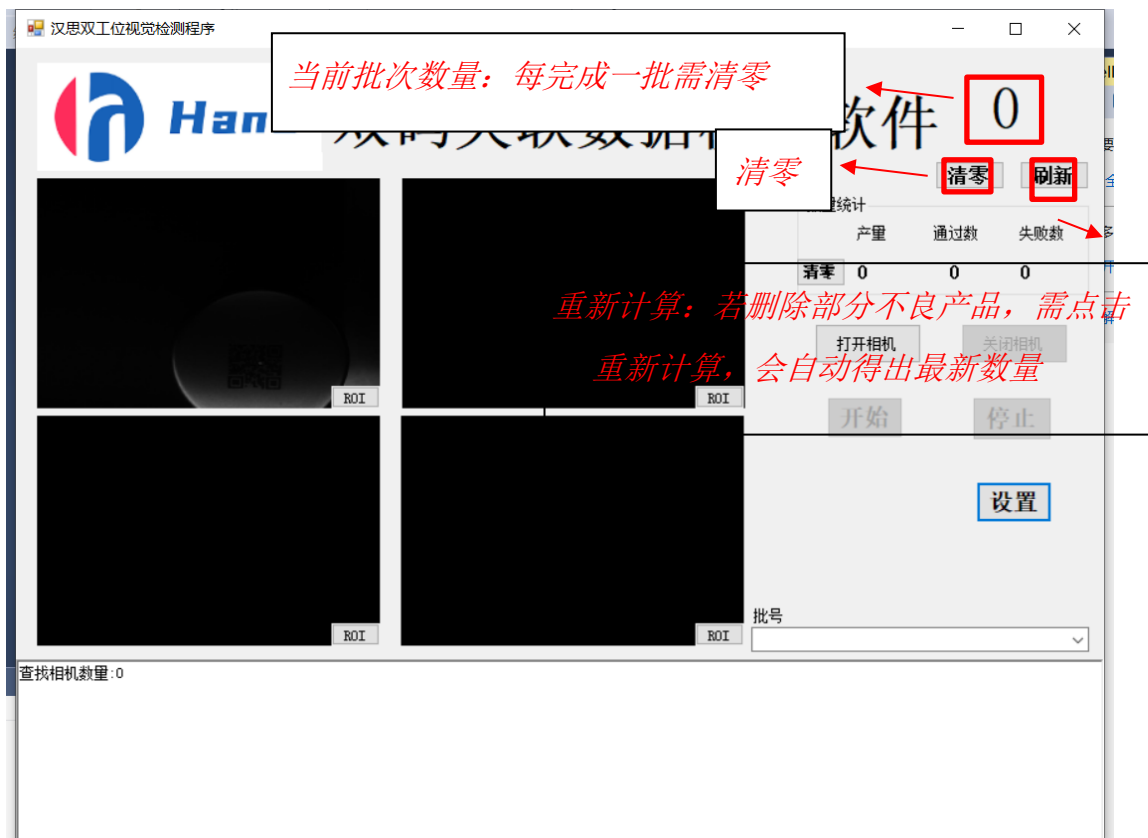 汉思双工位视觉检测程序
当前批次数量：每完成一批需清零
Han
软件
0
清零
清零
刷新
统计
产量 通过数 失败数
清零 0 0 0
重新计算：若删除部分不良产品，需点击
重新计算，会自动得出最新数量
打开相机
关闭相机
ROI
ROI
开始
停止
设置
批号
ROI
ROI
查找相机数量:0